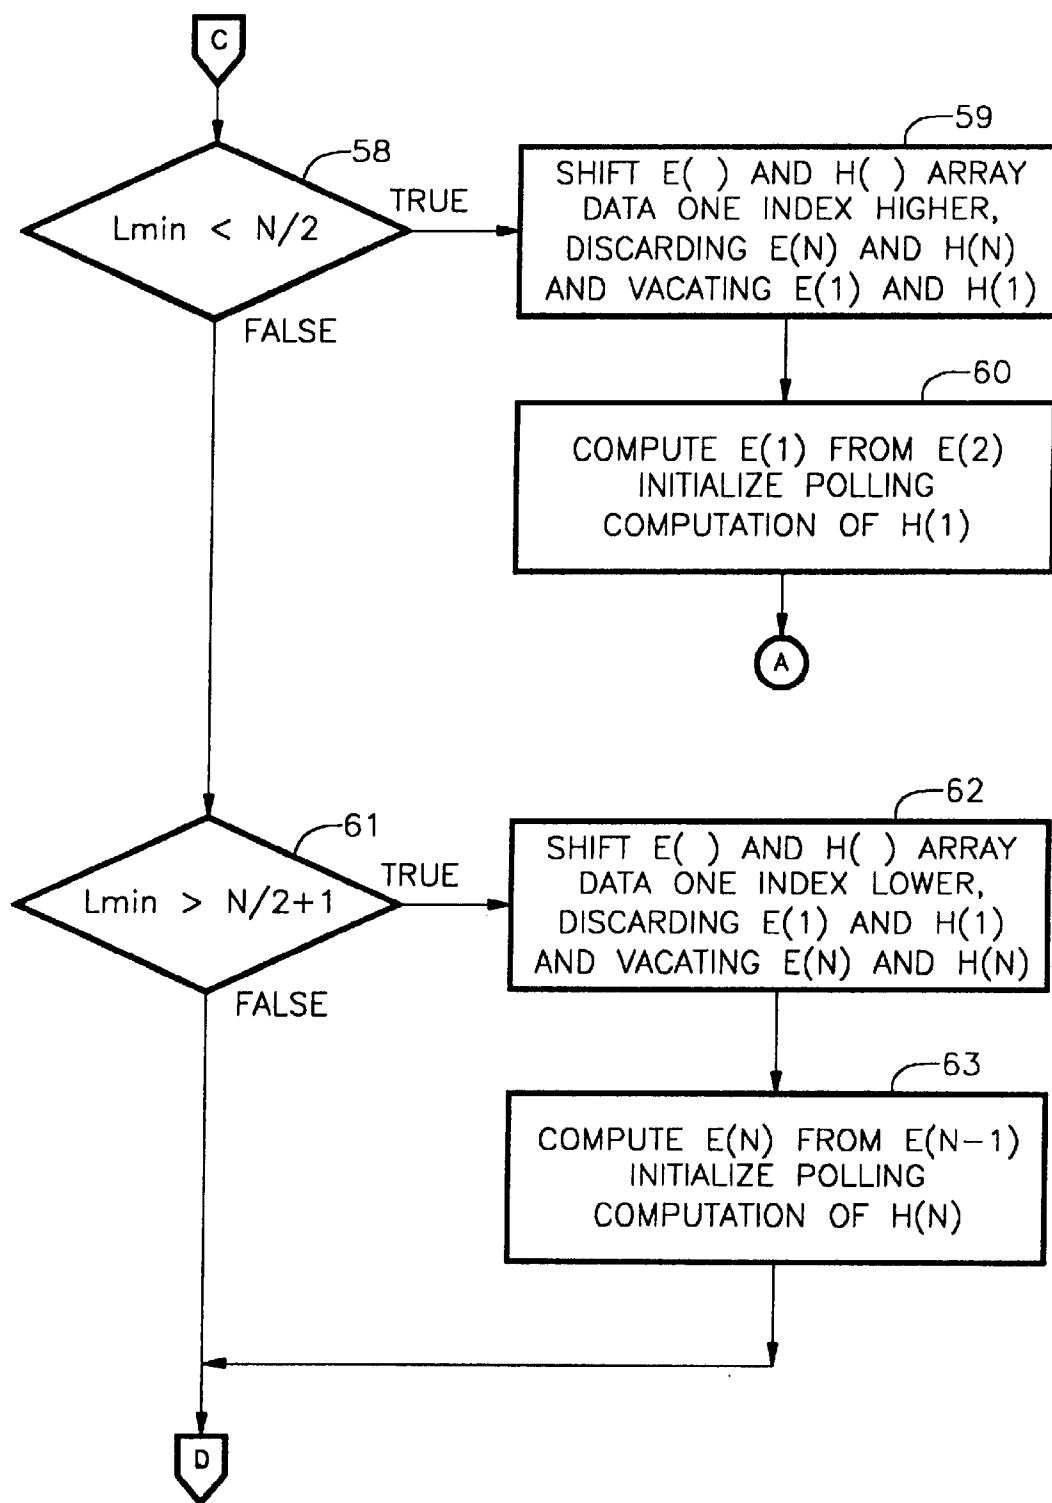 C
58
Lmin < N/2
TRUE
FALSE
59
SHIFT E( ) AND H( ) ARRAY
DATA ONE INDEX HIGHER,
DISCARDING E(N) AND H(N)
AND VACATING E(1) AND H(1)
60
COMPUTE E(1) FROM E(2)
INITIALIZE POLLING
COMPUTATION OF H(1)
A
61
Lmin > N/2+1
TRUE
FALSE
62
SHIFT E( ) AND H( ) ARRAY
DATA ONE INDEX LOWER,
DISCARDING E(1) AND H(1)
AND VACATING E(N) AND H(N)
63
COMPUTE E(N) FROM E(N-1)
INITIALIZE POLLING
COMPUTATION OF H(N)
D